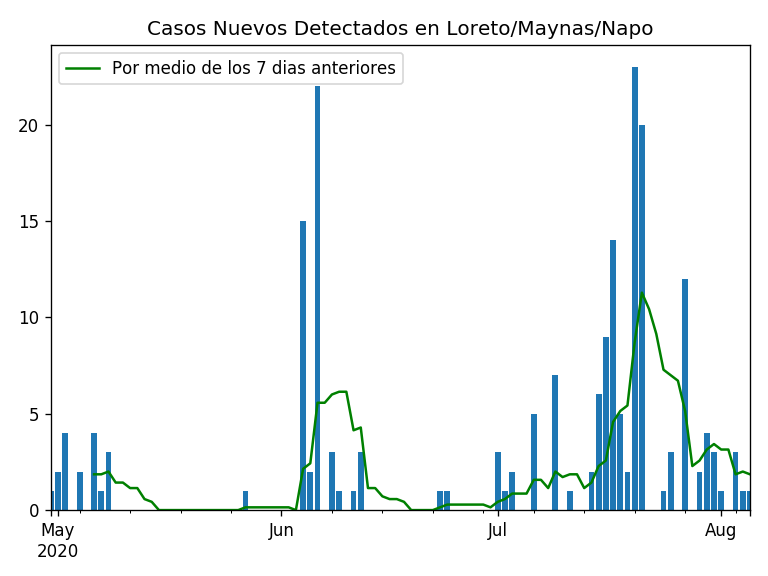 Casos Nuevos Detectados en Loreto/Maynas/Napo
Por medio de los 7 dias anteriores
20
15
10
5
0
May Jun Jul Aug
2020